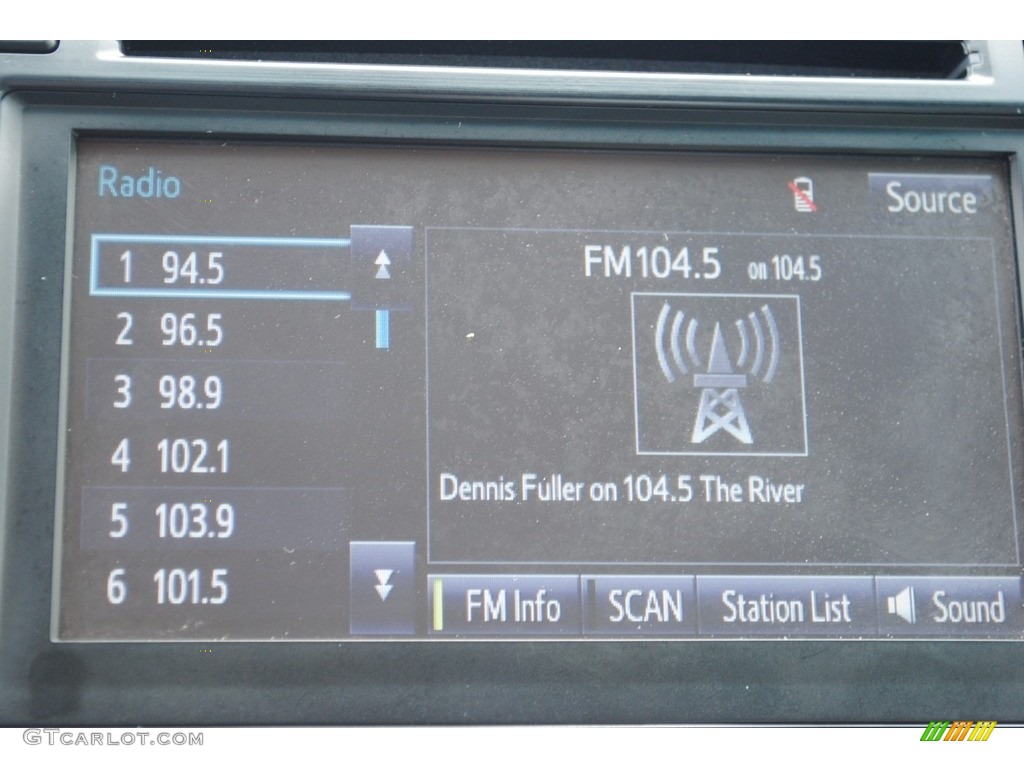 Radio
Source
1 94.5
2 96.5
3 98.9
4 102.1
5 103.9
6 101.5
FM104.5 on 104.5
Dennis Fuller on 104.5 The River
FM Info
SCAN
Station List
Sound
GTCARLOT.COM